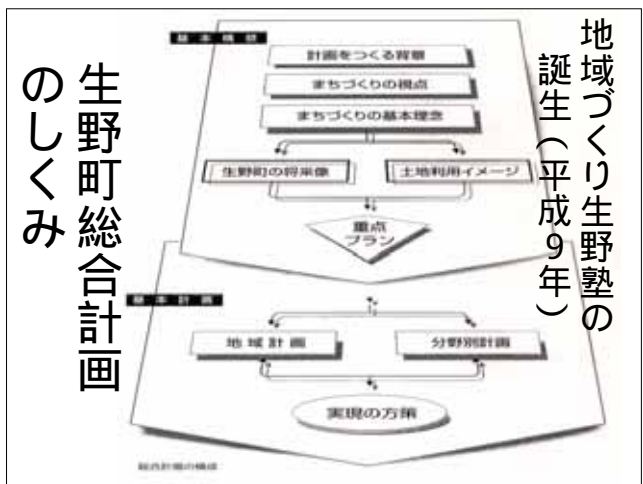 地域づくり生野塾の
誕生(平成9年)
生野町総合計画
のしくみ
基本構想
計画をつくる背景
まちづくりの視点
まちづくりの基本理念
生野町の将来像
土地利用イメージ
重点
プラン
基本計画
地域計画
分野別計画
実現の方策
総合計画の構成